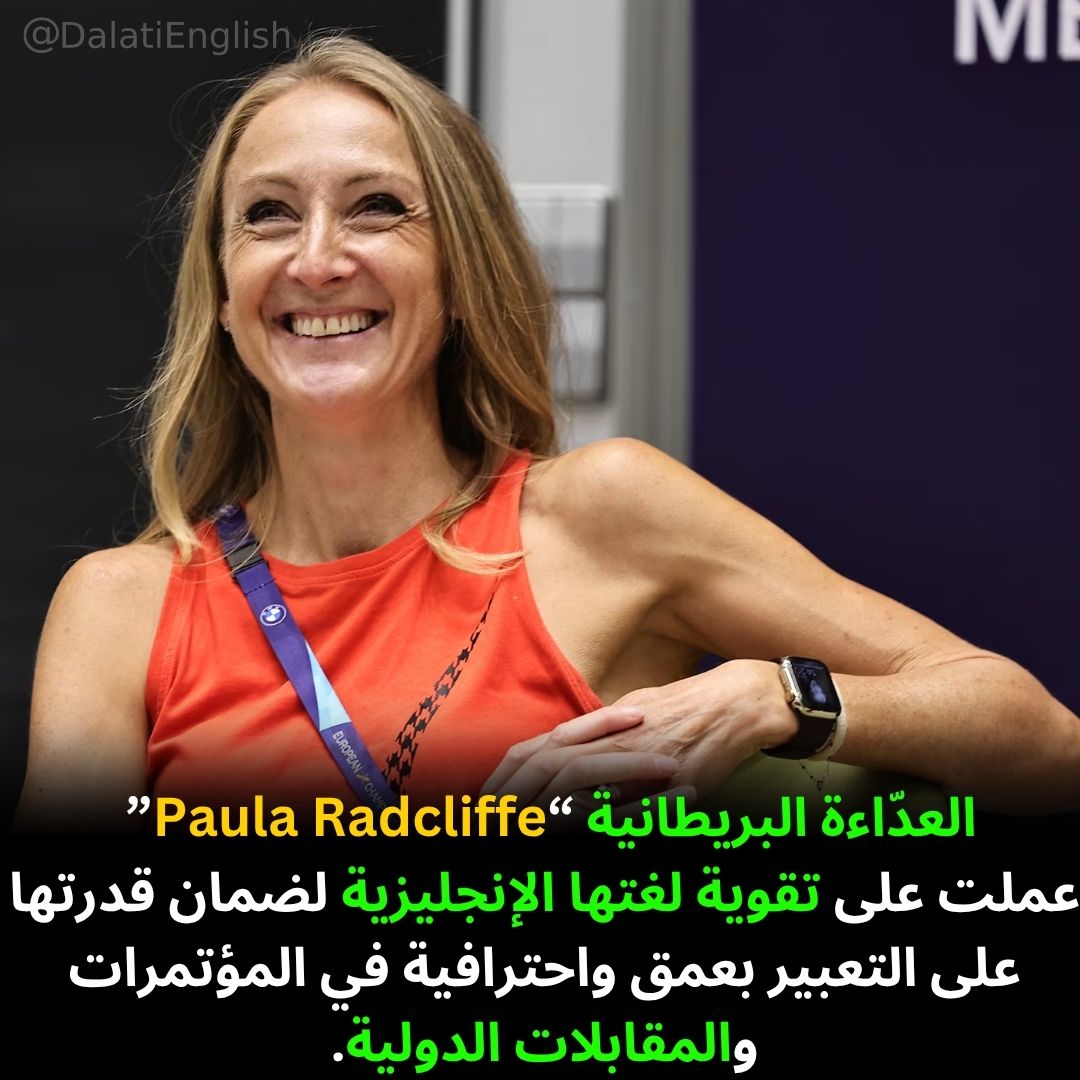 @DalatiEnglish
ME
EUROPEAN CHAM
العدّاءة البريطانية “Paula Radcliffe”
عملت على تقوية لغتها الإنجليزية لضمان قدرتها
على التعبير بعمق واحترافية في المؤتمرات
والمقابلات الدولية.